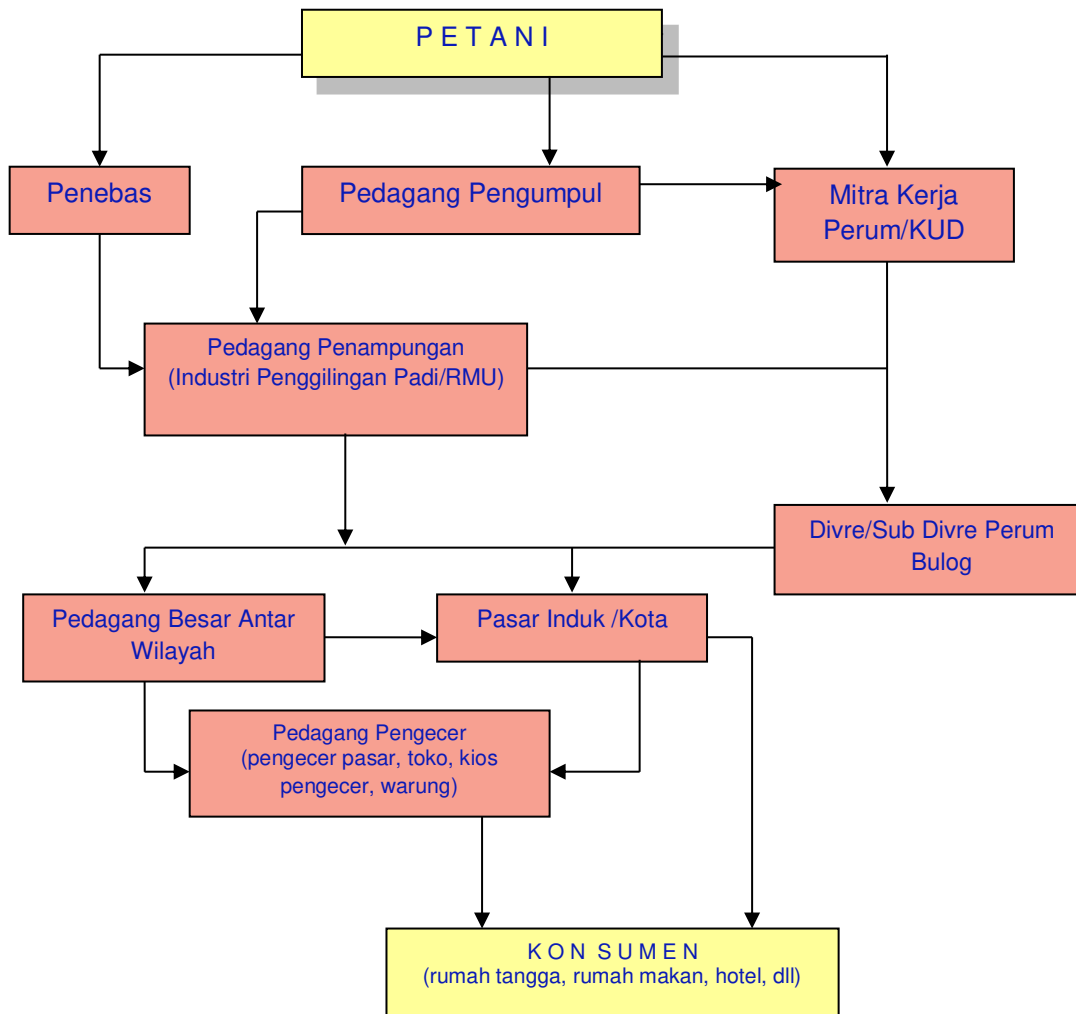 P E T A N I
Penebas
Pedagang Pengumpul
Mitra Kerja
Perum/KUD
Pedagang Penampungan
(Industri Penggilingan Padi/RMU)
Divre/Sub Divre Perum
Bulog
Pedagang Besar Antar
Wilayah
Pasar Induk /Kota
Pedagang Pengecer
(pengecer pasar, toko, kios
pengecer, warung)
K O N S U M E N
(rumah tangga, rumah makan, hotel, dll)